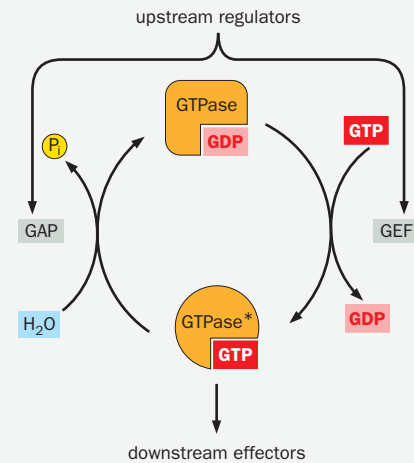 upstream regulators
GTPase
GDP
GTP
Pi
GAP
GEF
H₂O
GTPase*
GTP
GDP
downstream effectors